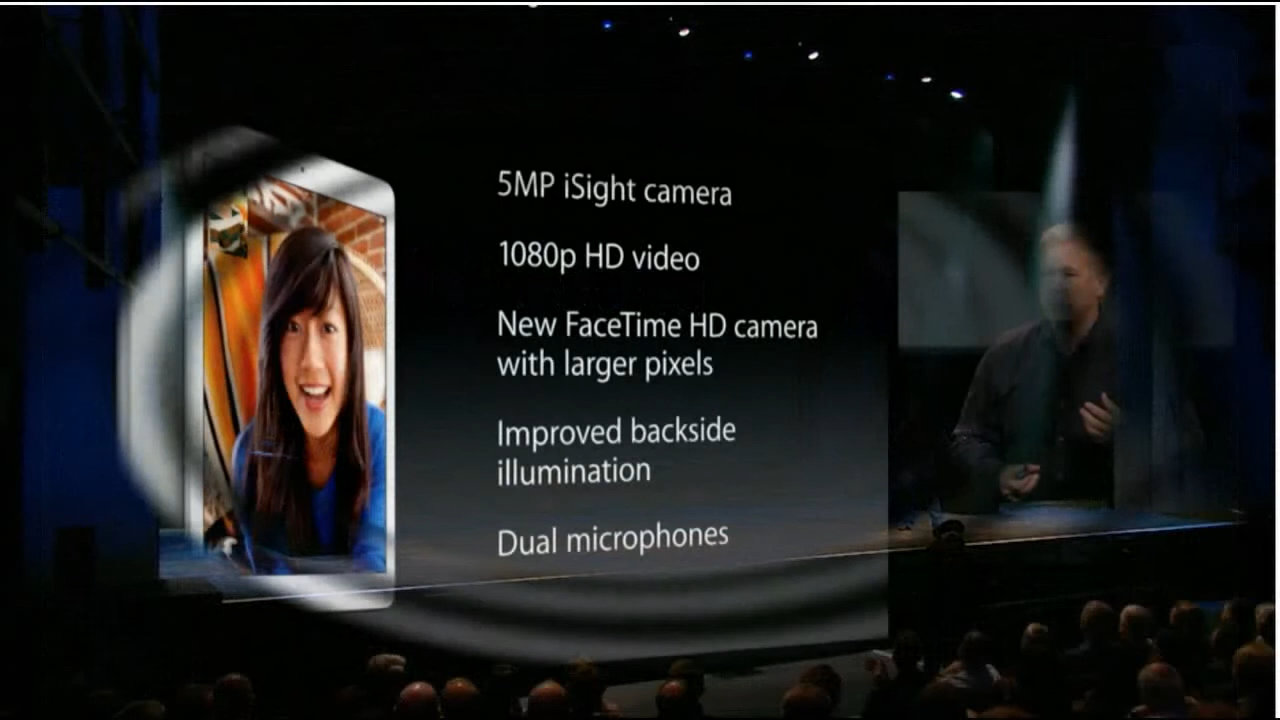 5MP iSight camera
1080p HD video
New FaceTime HD camera
with larger pixels
Improved backside
illumination
Dual microphones